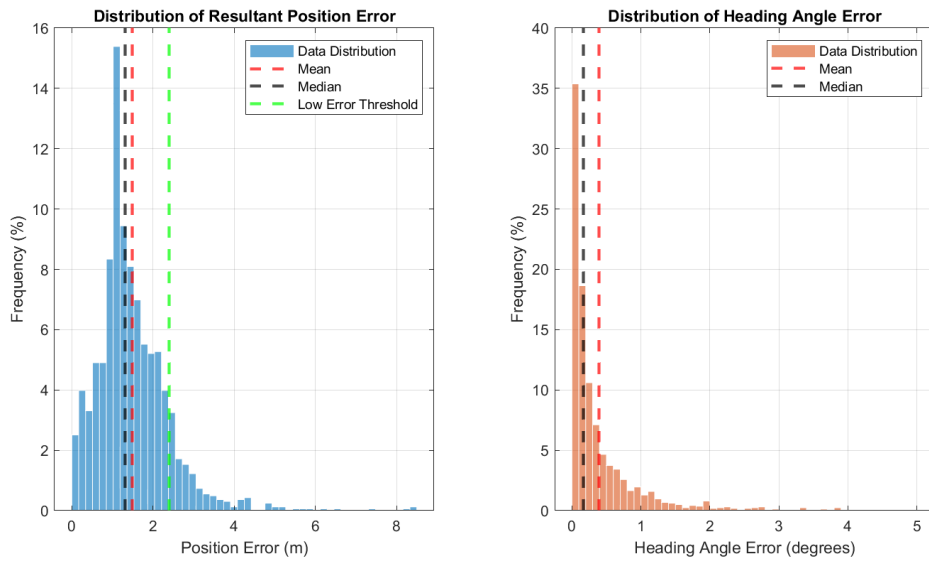 Distribution of Resultant Position Error
Data Distribution
Mean
Median
Low Error Threshold
Frequency (%)
16
14
12
10
8
6
4
2
0
0
2
4
6
8
Position Error (m)
Distribution of Heading Angle Error
Data Distribution
Mean
Median
Frequency (%)
40
35
30
25
20
15
10
5
0
0
1
2
3
4
5
Heading Angle Error (degrees)